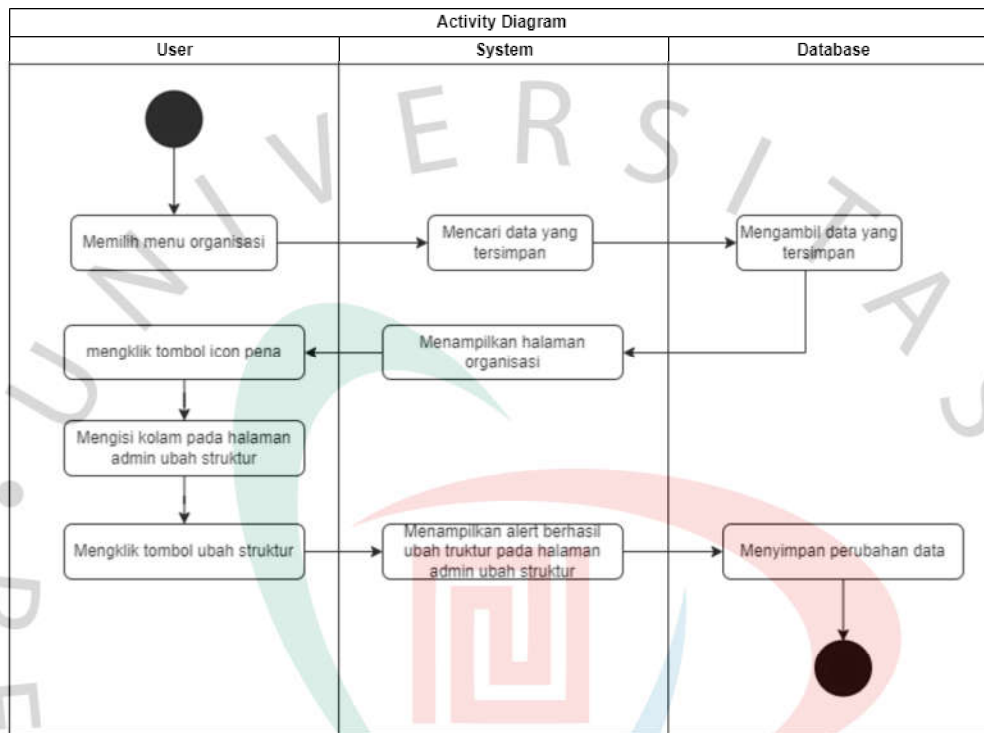 Activity Diagram
User
System
Database
UNIVERSITAS
Memilih menu organisasi
Mencari data yang
tersimpan
Mengambil data yang
tersimpan
mengklik tombol icon pena
Menampilkan halaman
organisasi
Mengisi kolam pada halaman
admin ubah struktur
Mengklik tombol ubah struktur
Menampilkan alert berhasil
ubah truktur pada halaman
admin ubah struktur
Menyimpan perubahan data